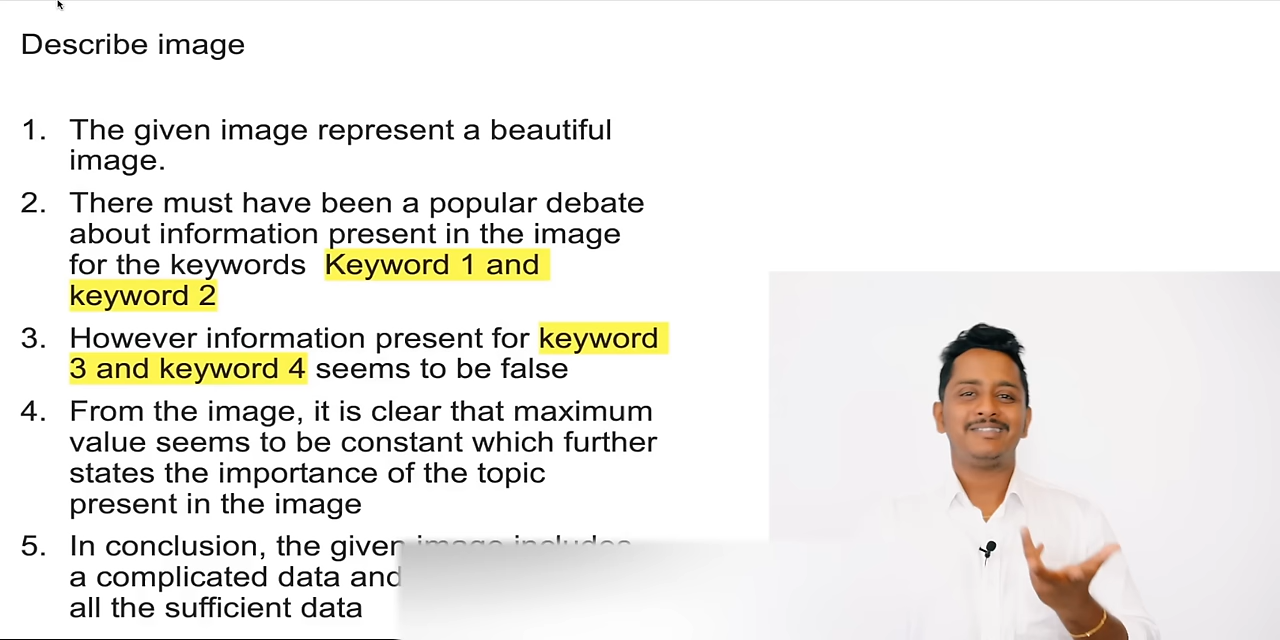 Describe image
1. The given image represent a beautiful
image.
2. There must have been a popular debate
about information present in the image
for the keywords Keyword 1 and
keyword 2
3. However information present for keyword
3 and keyword 4 seems to be false
4. From the image, it is clear that maximum
value seems to be constant which further
states the importance of the topic
present in the image
5. In conclusion, the given image includes
a complicated data and
all the sufficient data